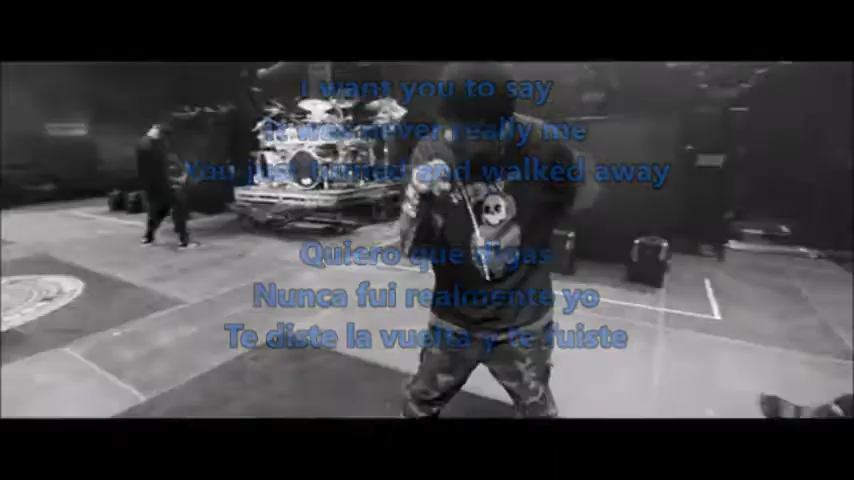 I want you to say
It was never really me
You just turned and walked away
Quiero que digas
Nunca fui realmente yo
Te diste la vuelta y te fuiste